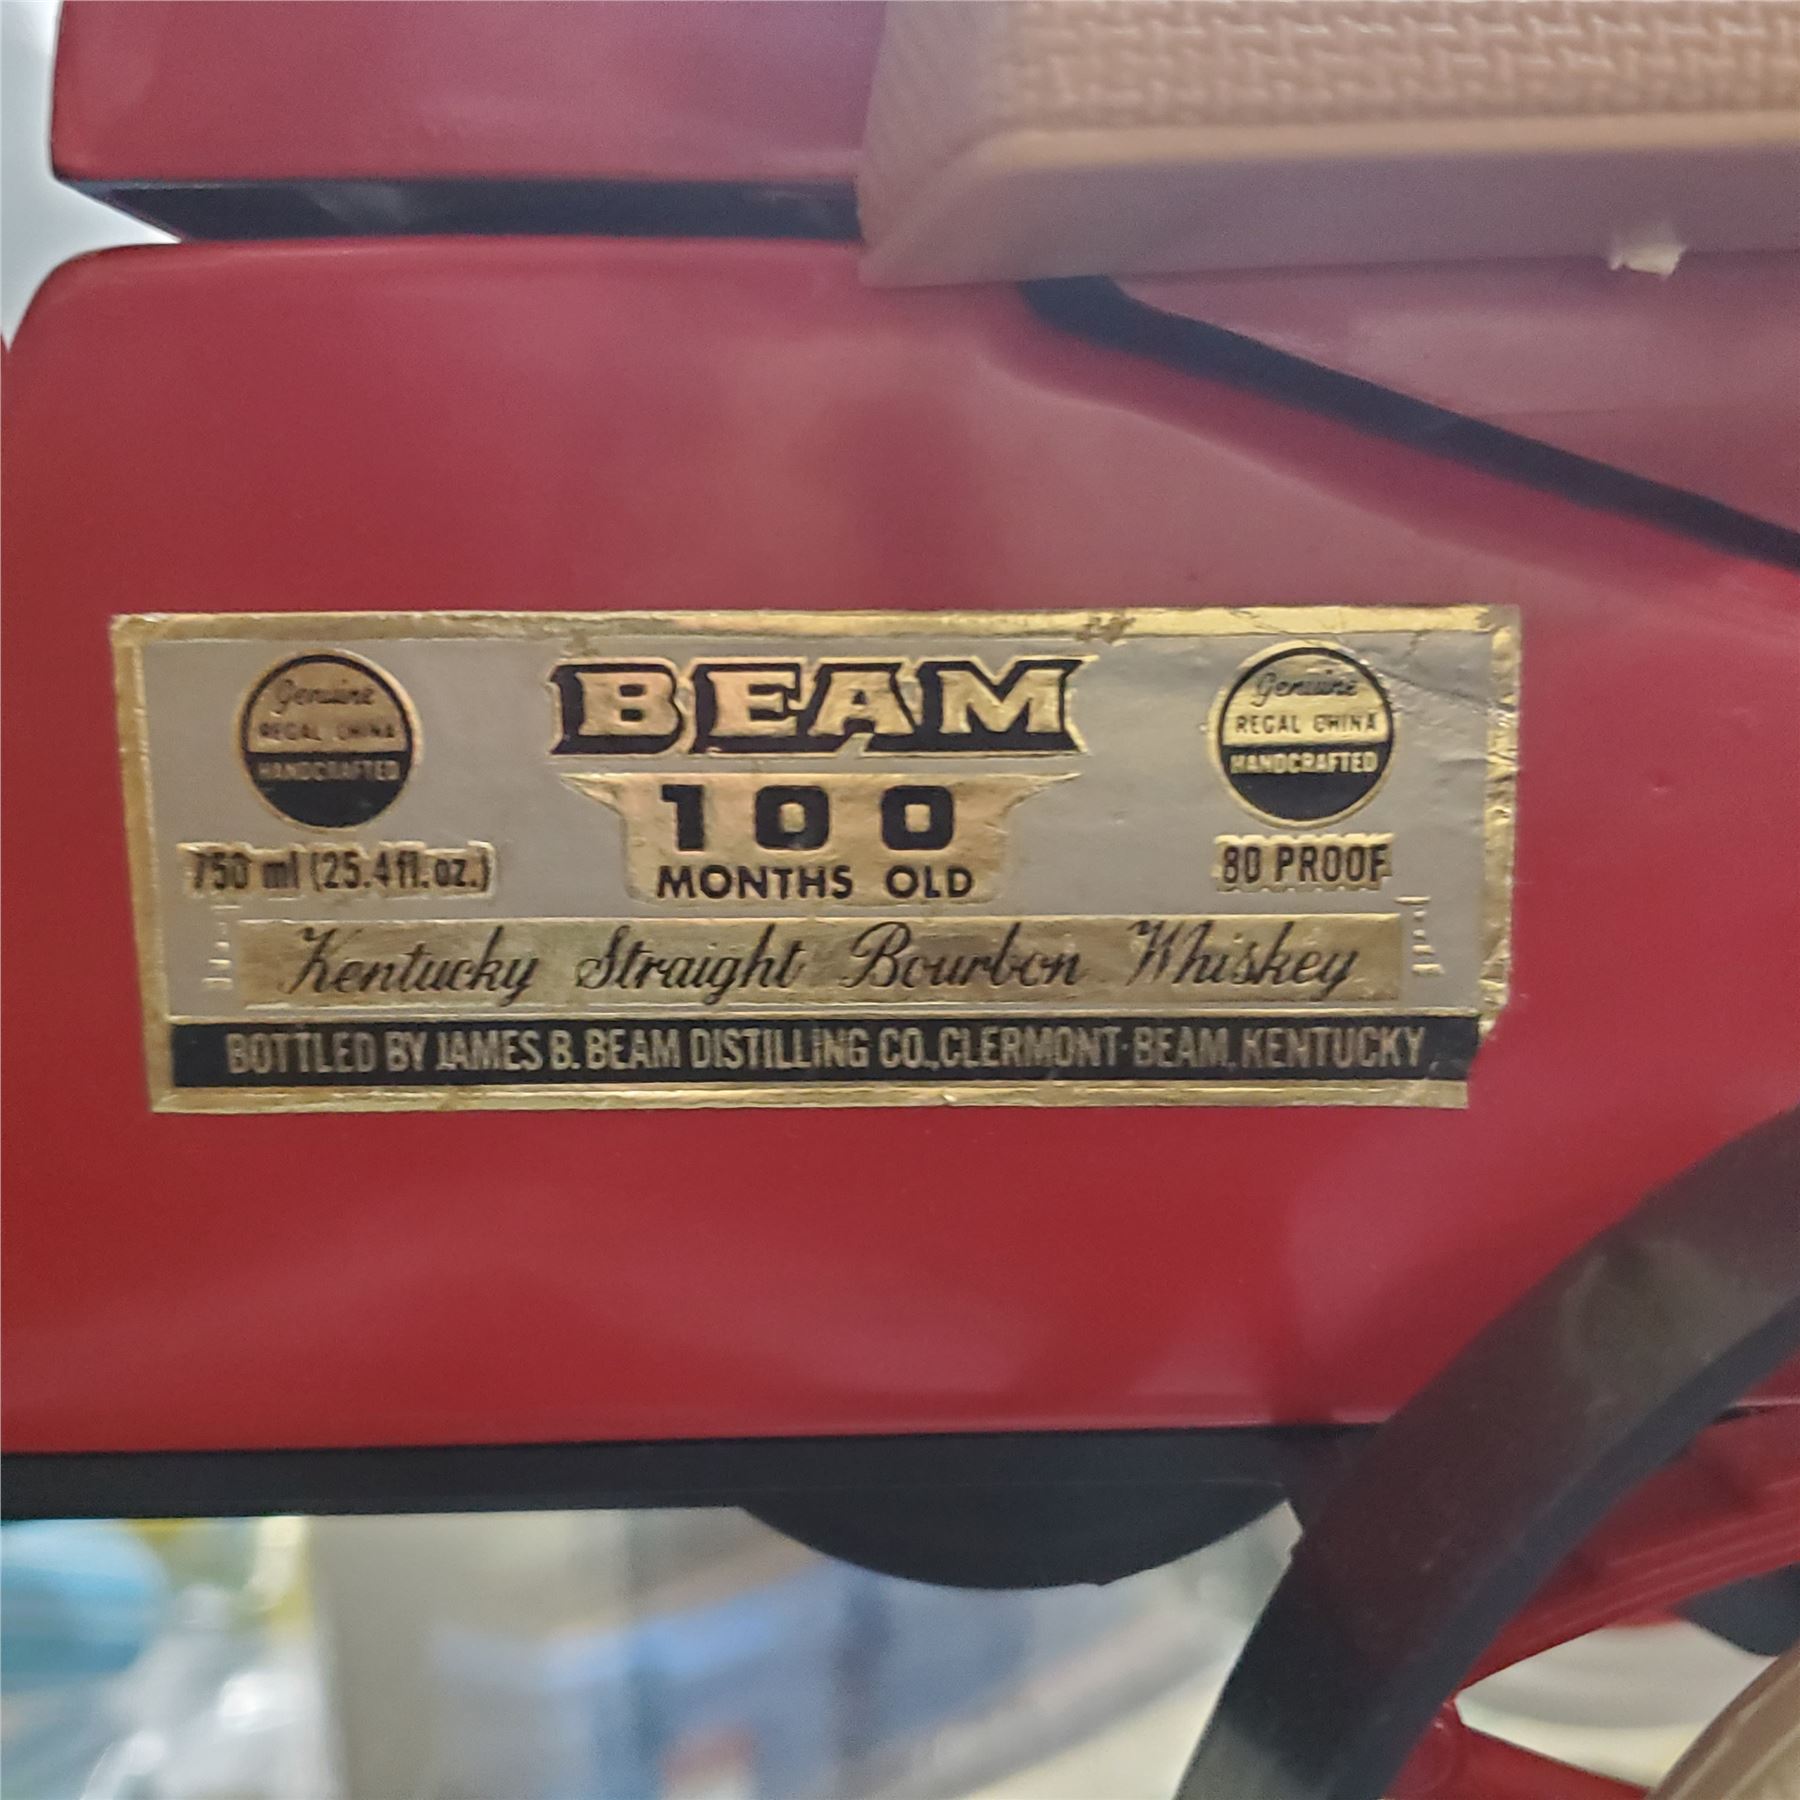 Genuine
REGAL CHINA
HANDCRAFTED
BEAM
100
MONTHS OLD
Genuine
REGAL CHINA
HANDCRAFTED
750 ml (25.4 fl. oz.)
80 PROOF
Kentucky Straight Bourbon Whiskey
BOTTLED BY JAMES B. BEAM DISTILLING CO., CLERMONT-BEAM, KENTUCKY